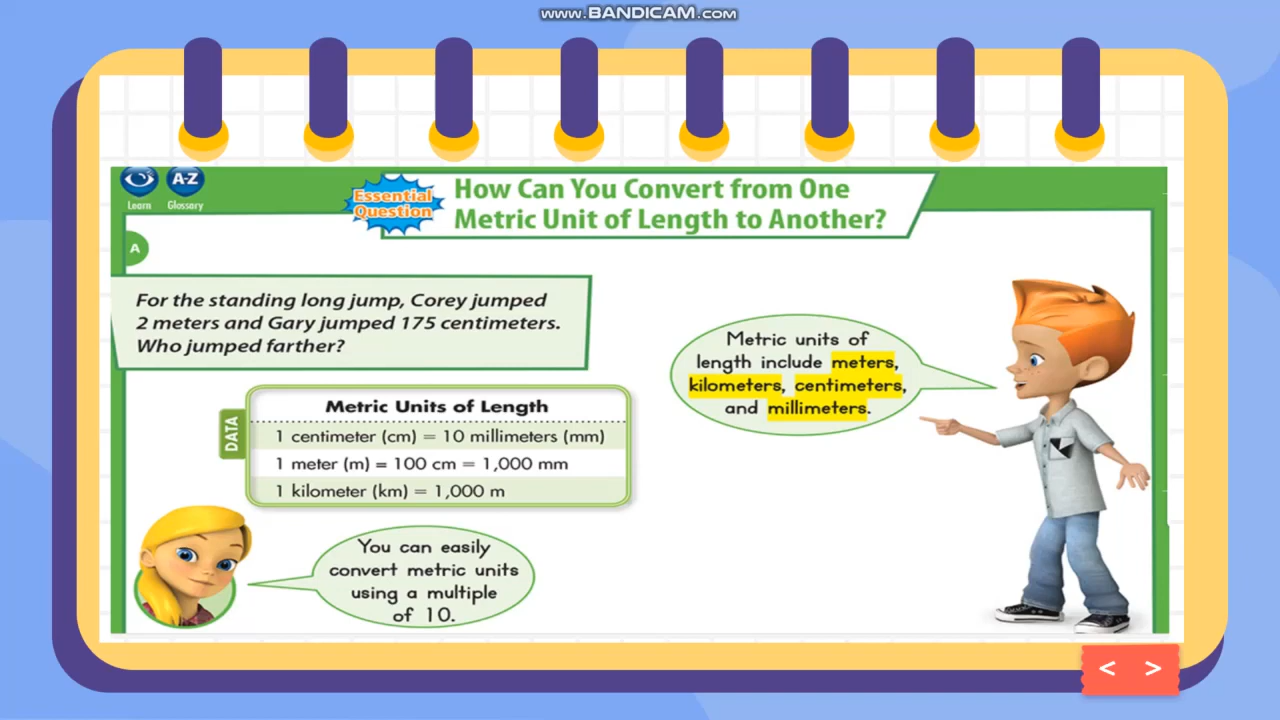 www.BANDICAM.com
Learn
A-Z
Glossary
Essential
Question
How Can You Convert from One
Metric Unit of Length to Another?
A
For the standing long jump, Corey jumped
2 meters and Gary jumped 175 centimeters.
Who jumped farther?
Metric units of
length include meters,
kilometers, centimeters,
and millimeters.
DATA
Metric Units of Length
1 centimeter (cm) = 10 millimeters (mm)
1 meter (m) = 100 cm = 1,000 mm
1 kilometer (km) = 1,000 m
You can easily
convert metric units
using a multiple
of 10.
< >